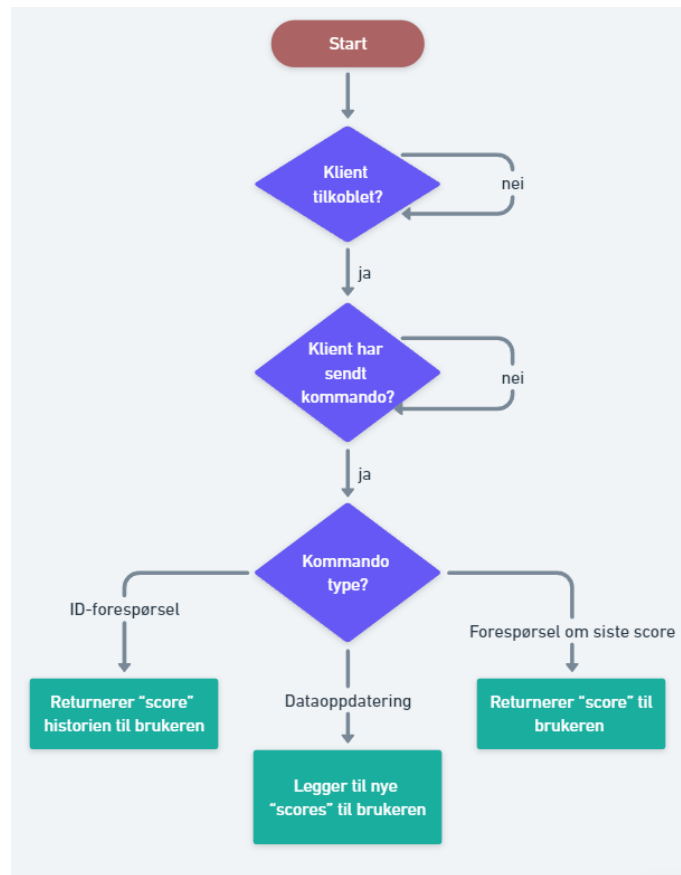 Start
Klient
tilkoblet?
nei
ja
Klient har
sendt
kommando?
nei
ja
Kommando
type?
ID-forespørsel
Forespørsel om siste score
Returnerer “score”
historien til brukeren
Dataoppdatering
Returnerer “score” til
brukeren
Legger til nye
“scores” til brukeren